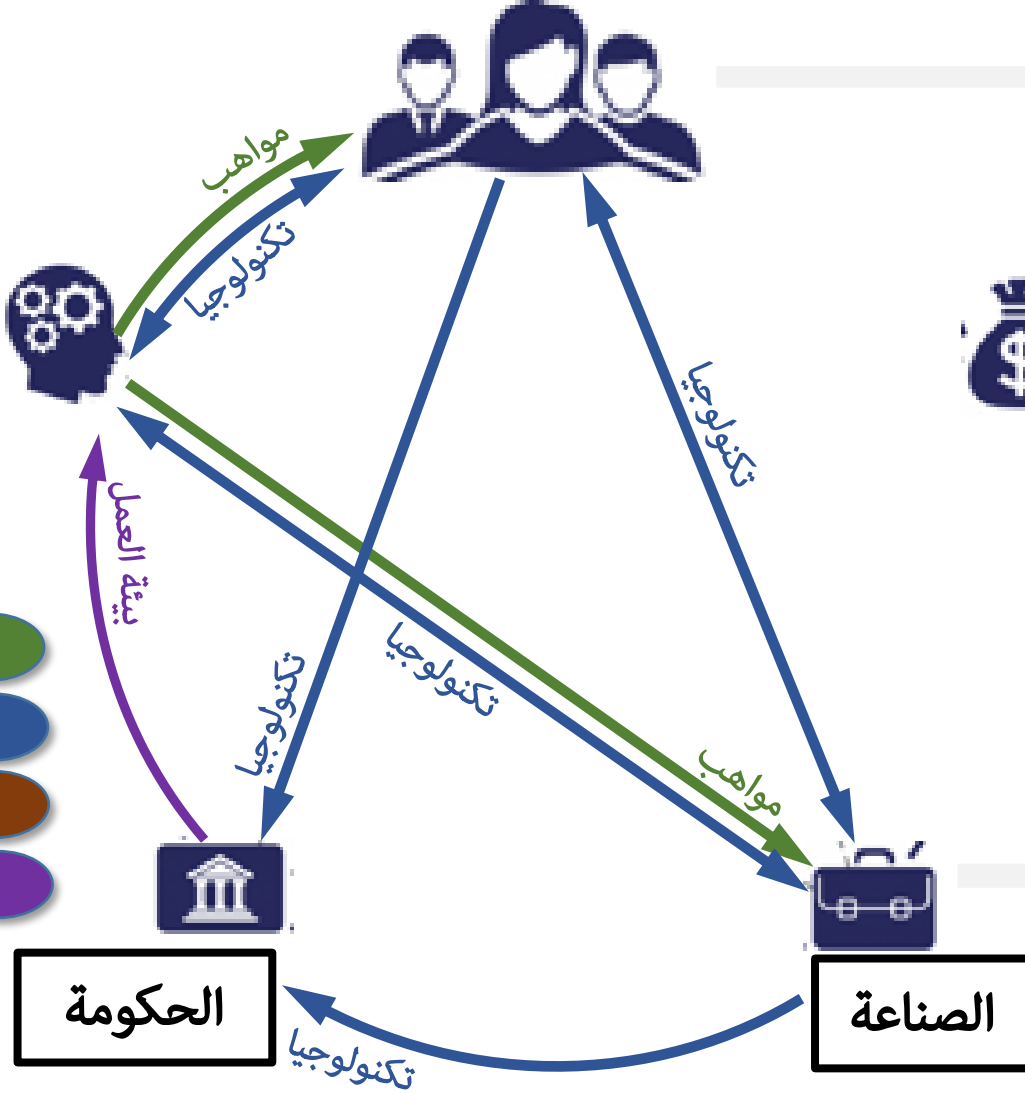 مواهب
تكنولوجيا
تكنولوجيا
بيئة العمل
تكنولوجيا
تكنولوجيا
مواهب
الحكومة
الصناعة
تكنولوجيا